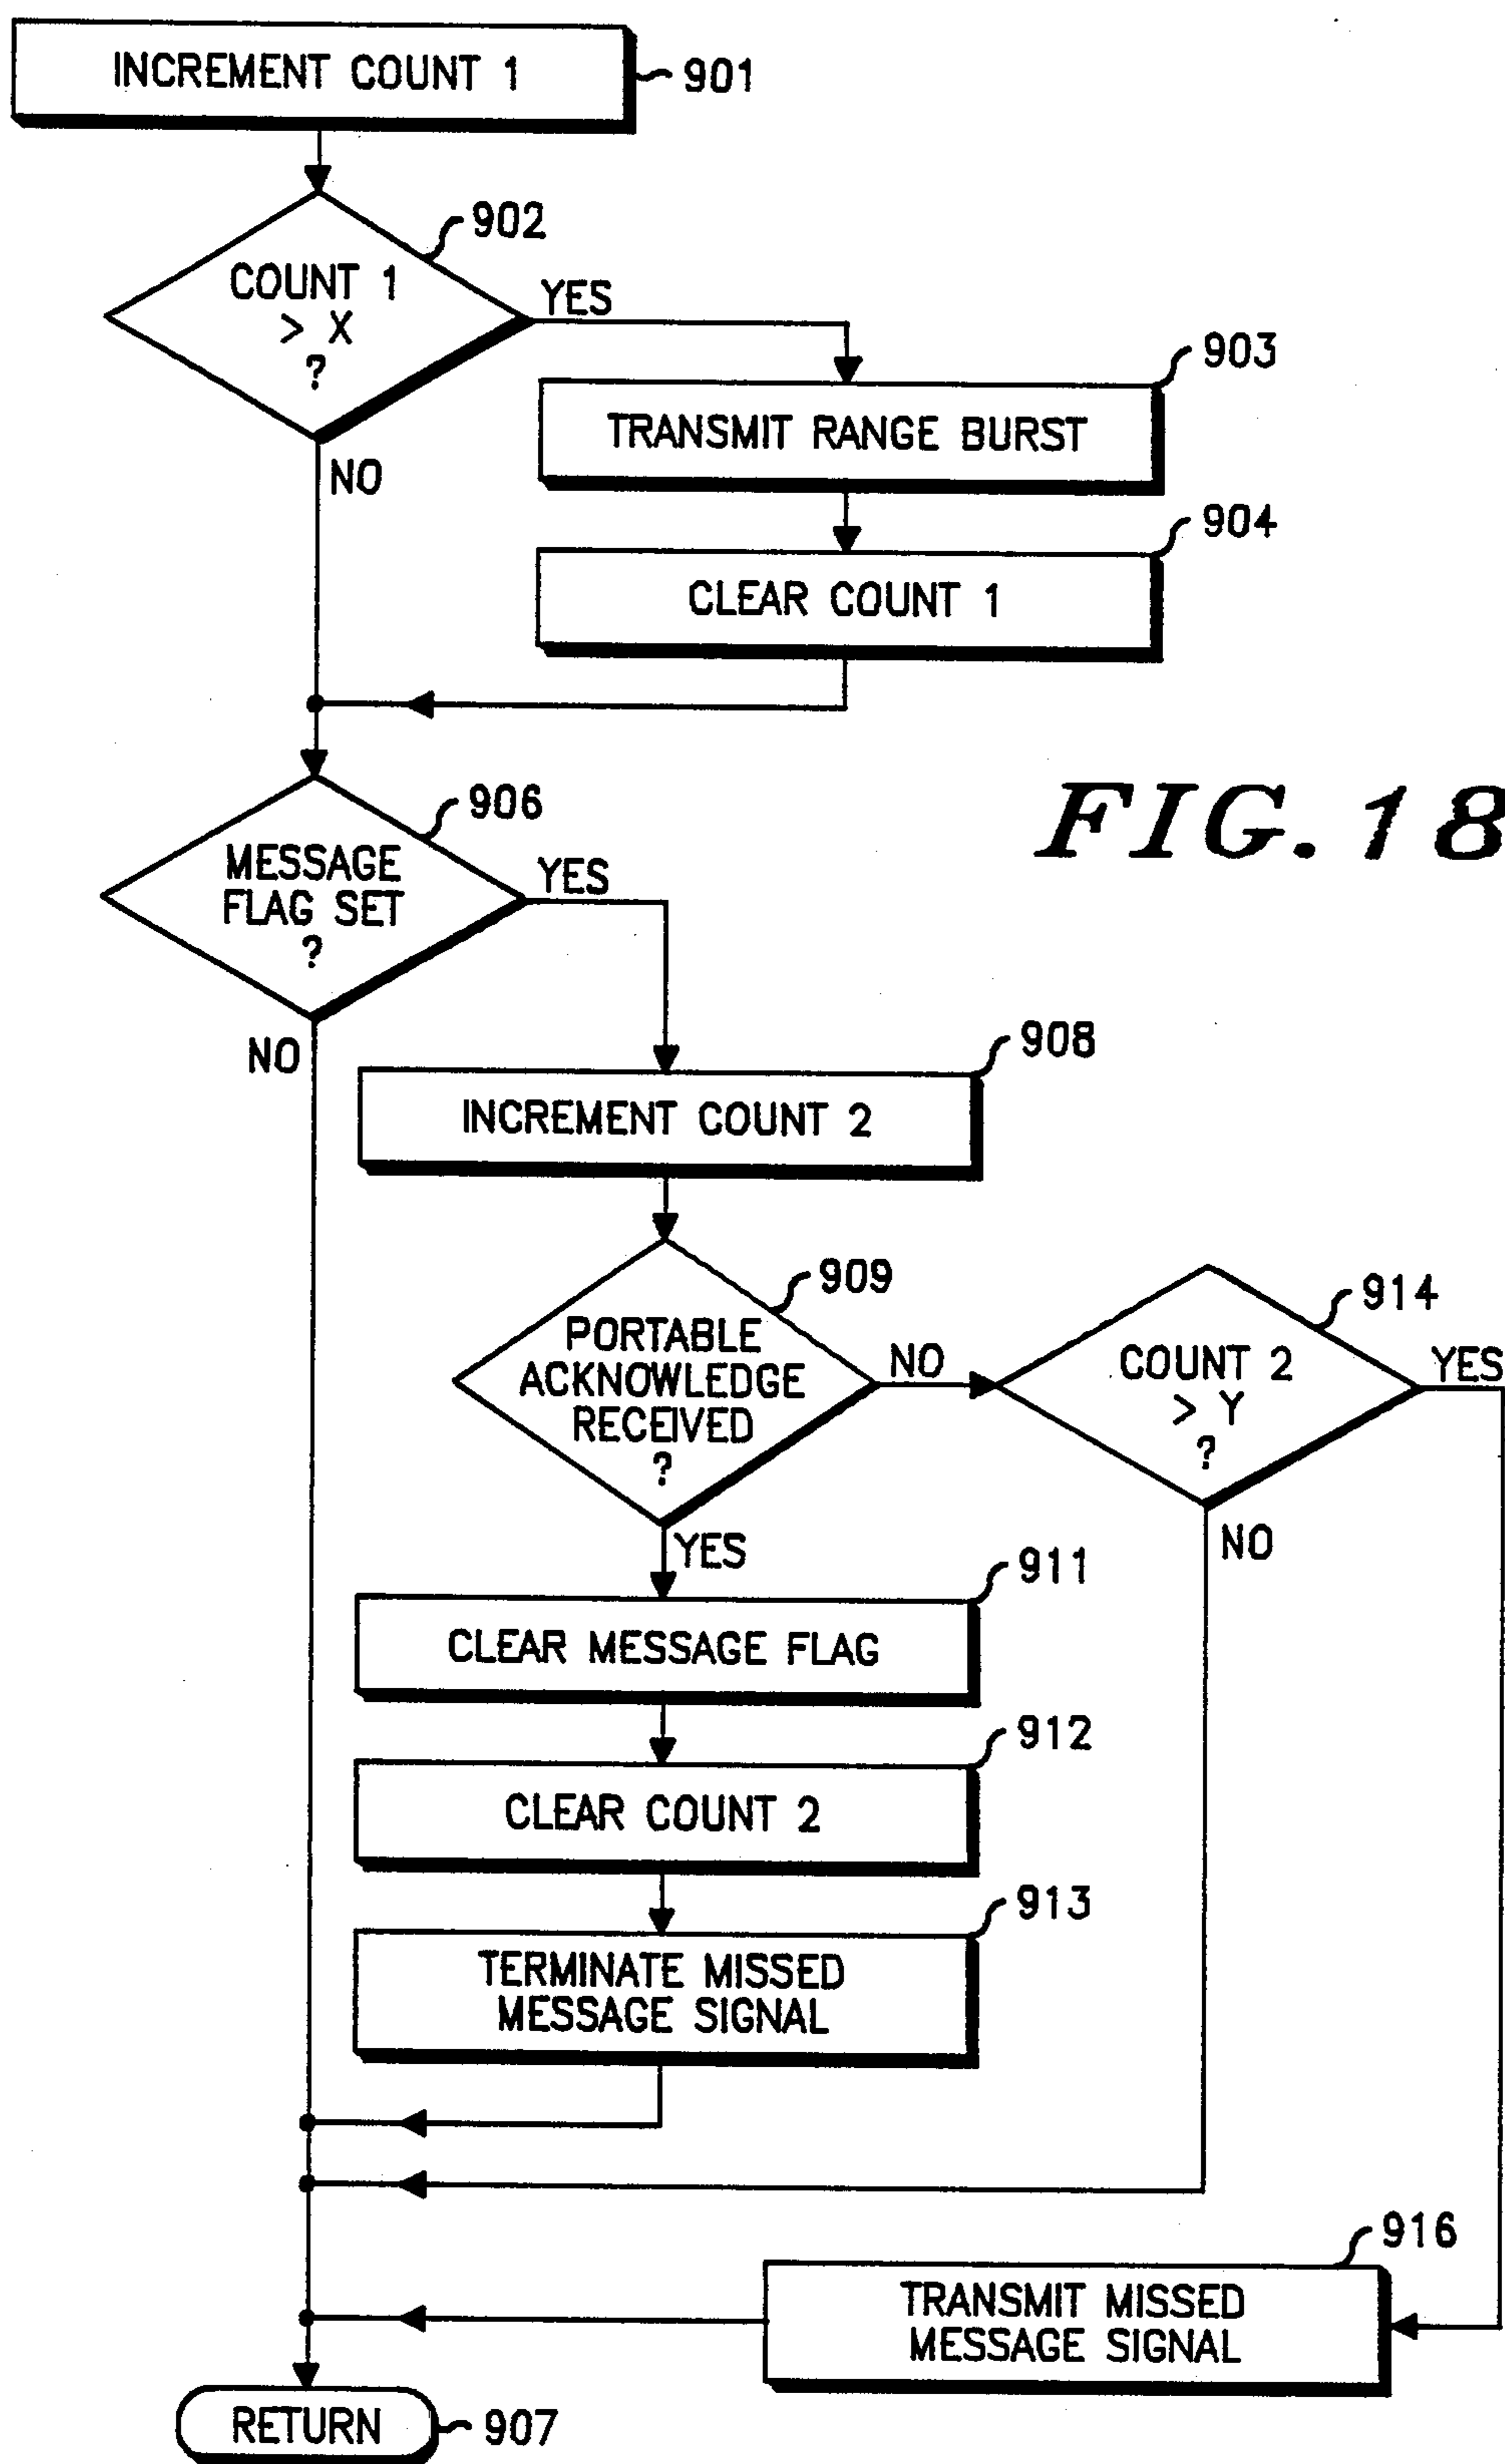 INCREMENT COUNT 1
901
902
COUNT 1
> X
?
YES
NO
903
TRANSMIT RANGE BURST
904
CLEAR COUNT 1
FIG. 18
906
MESSAGE
FLAG SET
?
YES
NO
908
INCREMENT COUNT 2
909
PORTABLE
ACKNOWLEDGE
RECEIVED
?
NO
YES
914
COUNT 2
> Y
?
YES
NO
911
CLEAR MESSAGE FLAG
912
CLEAR COUNT 2
913
TERMINATE MISSED
MESSAGE SIGNAL
916
TRANSMIT MISSED
MESSAGE SIGNAL
RETURN
907